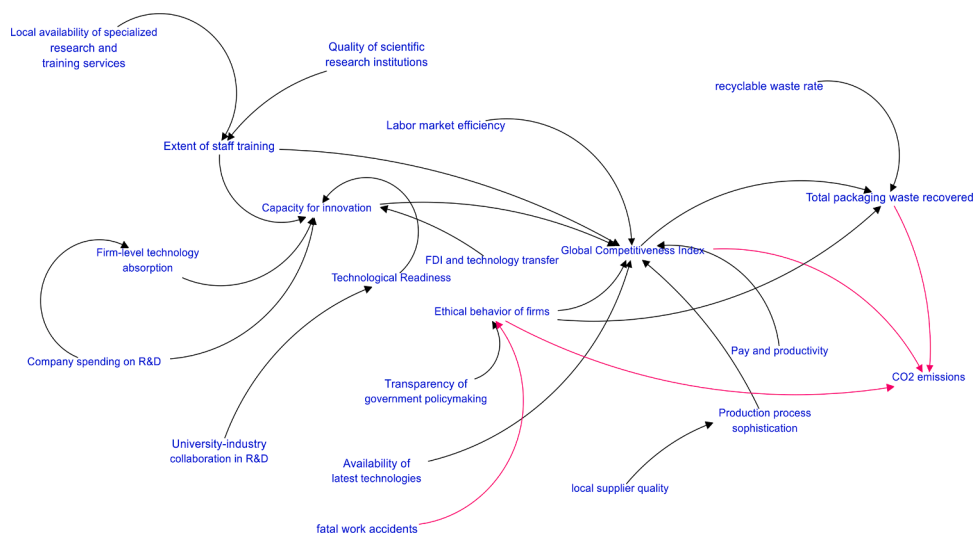 Local availability of specialized
research and
training services
Quality of scientific
research institutions
recyclable waste rate
Labor market efficiency
Extent of staff training
Total packaging waste recovered
Capacity for innovation
Firm-level technology
absorption
FDI and technology transfer
Global Competitiveness Index
Technological Readiness
Ethical behavior of firms
Pay and productivity
Company spending on R&D
CO2 emissions
Transparency of
government policymaking
Production process
sophistication
University-industry
collaboration in R&D
Availability of
latest technologies
local supplier quality
fatal work accidents